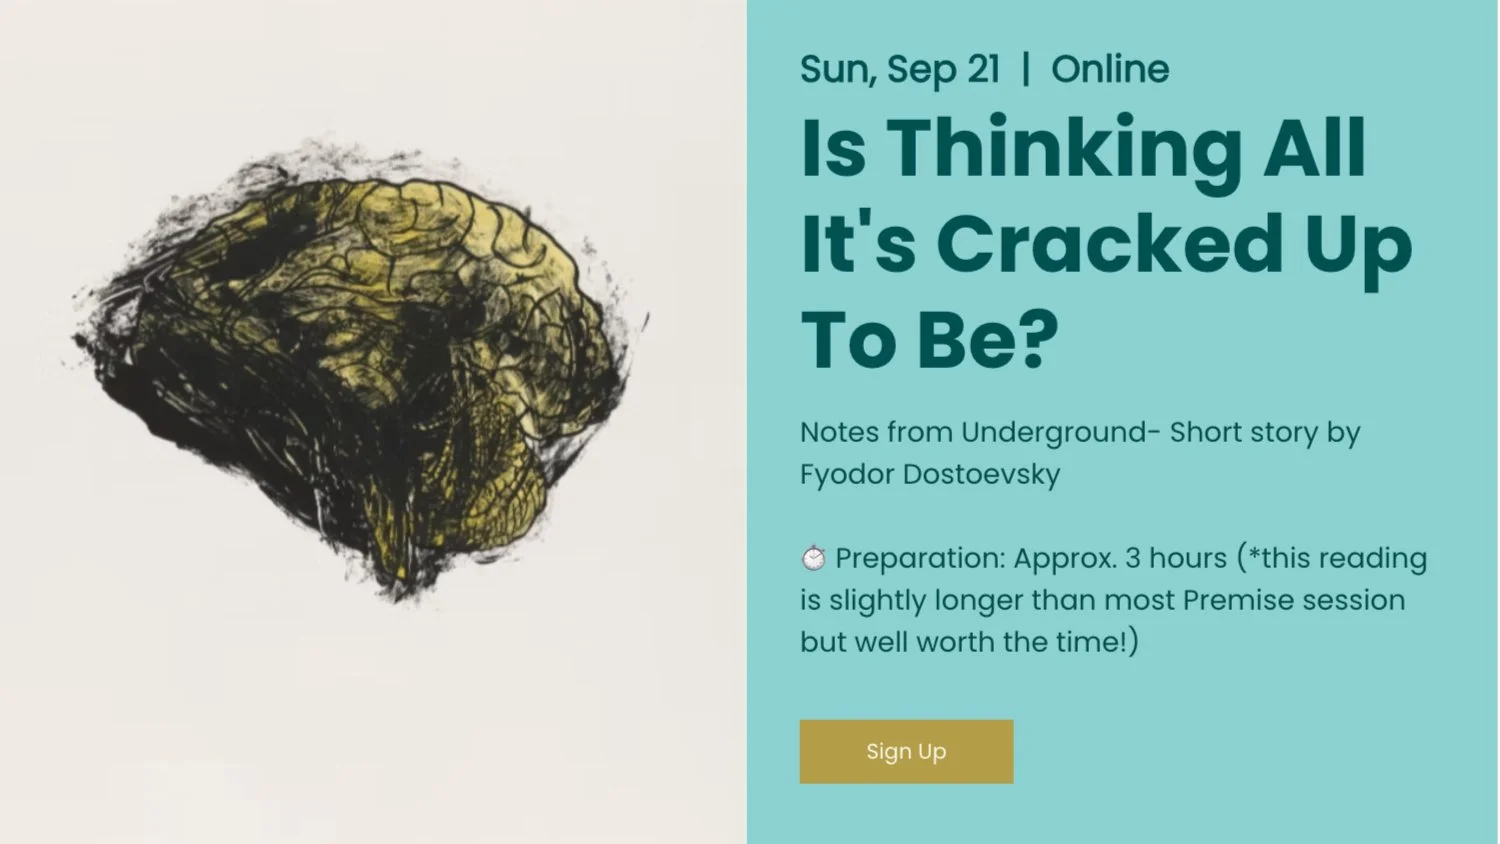 Sun, Sep 21 | Online
Is Thinking All
It's Cracked Up
To Be?
Notes from Underground- Short story by
Fyodor Dostoevsky
⏱ Preparation: Approx. 3 hours (*this reading
is slightly longer than most Premise session
but well worth the time!)
Sign Up